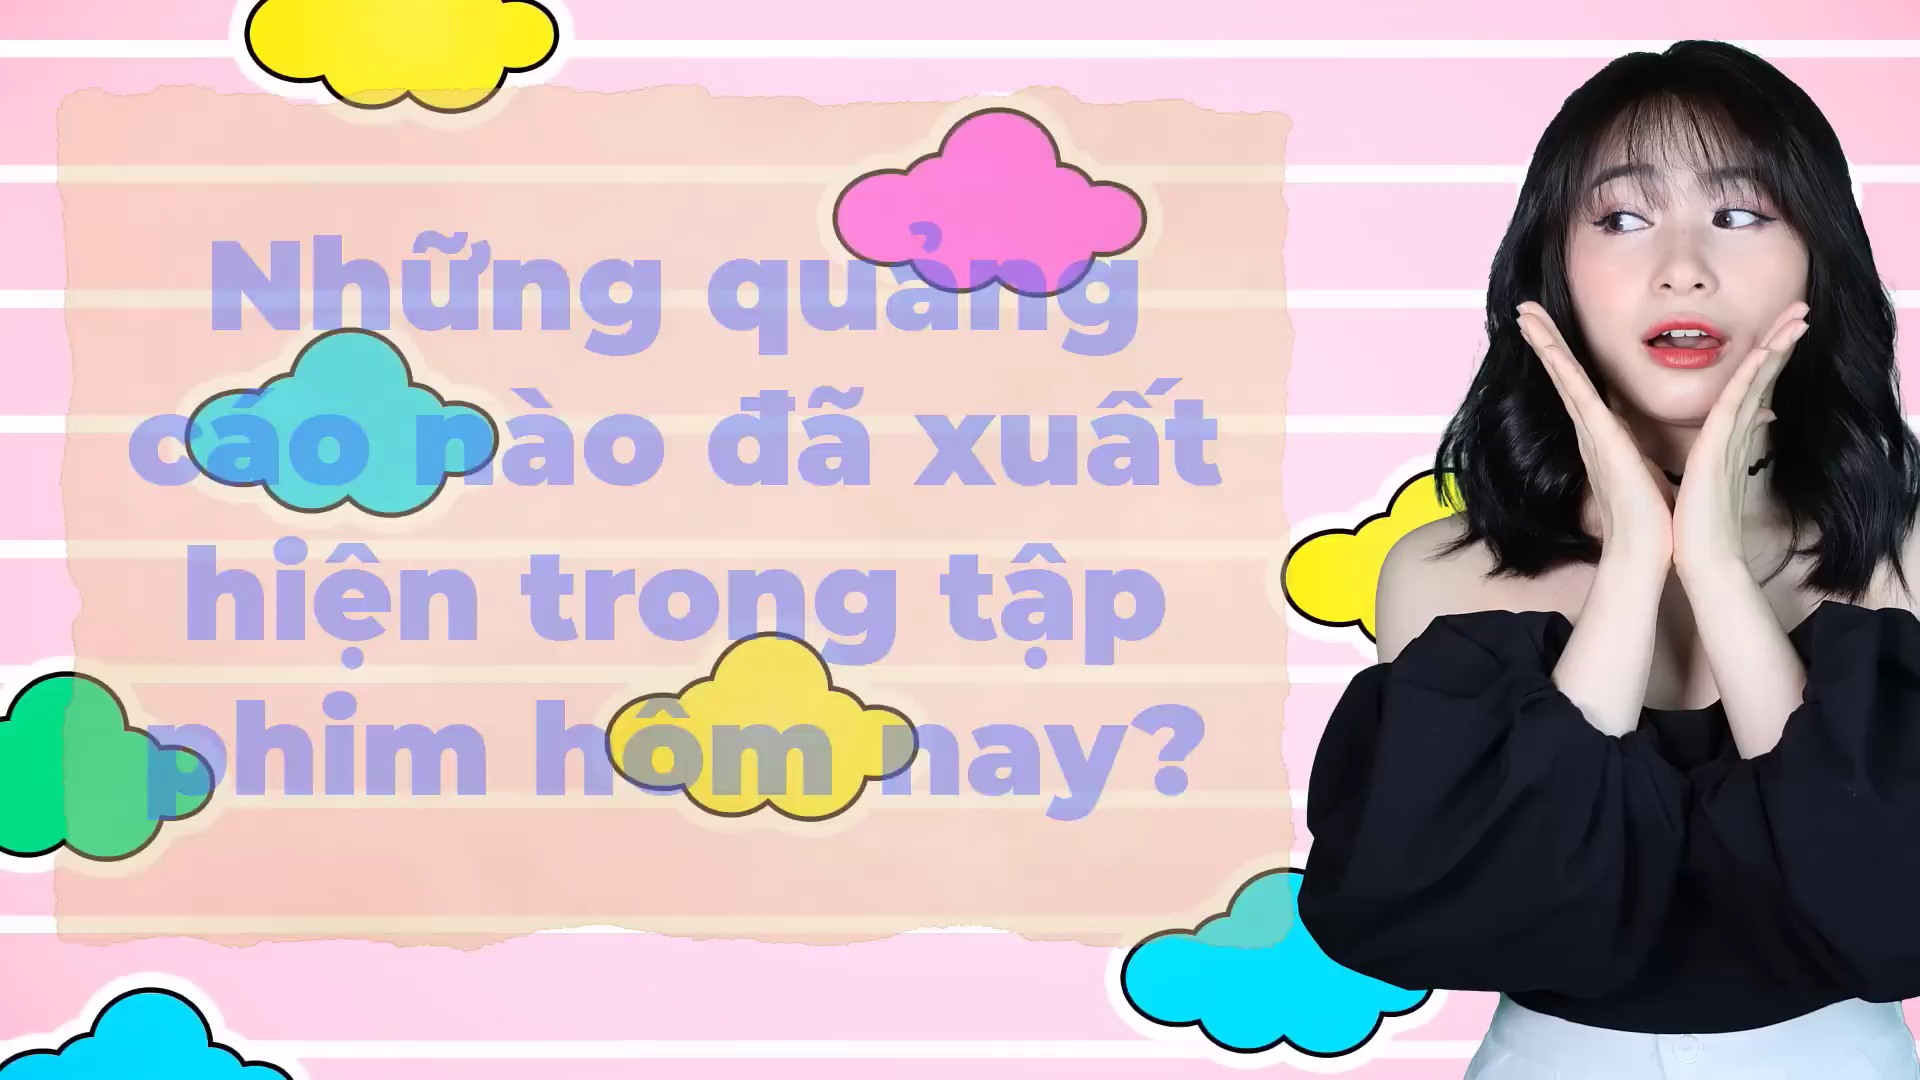 Những quảng
cáo nào đã xuất
hiện trong tập
phim hôm nay?